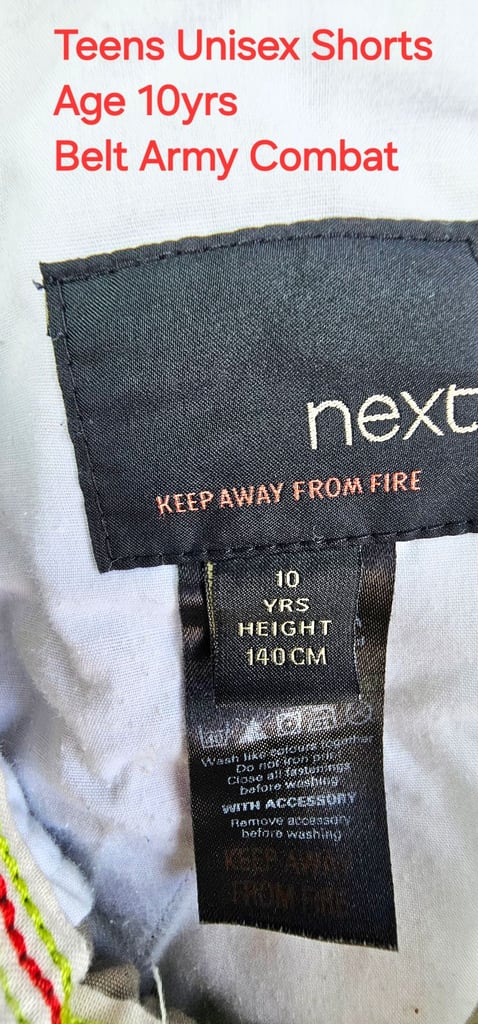 Teens Unisex Shorts
Age 10yrs
Belt Army Combat
next
KEEP AWAY FROM FIRE
10
YRS
HEIGHT
140CM
Wash like colours together
Do not iron print
Close all fastenings
before washing
WITH ACCESSORY
Remove accessory
before washing
KEEP AWAY
FROM FIRE